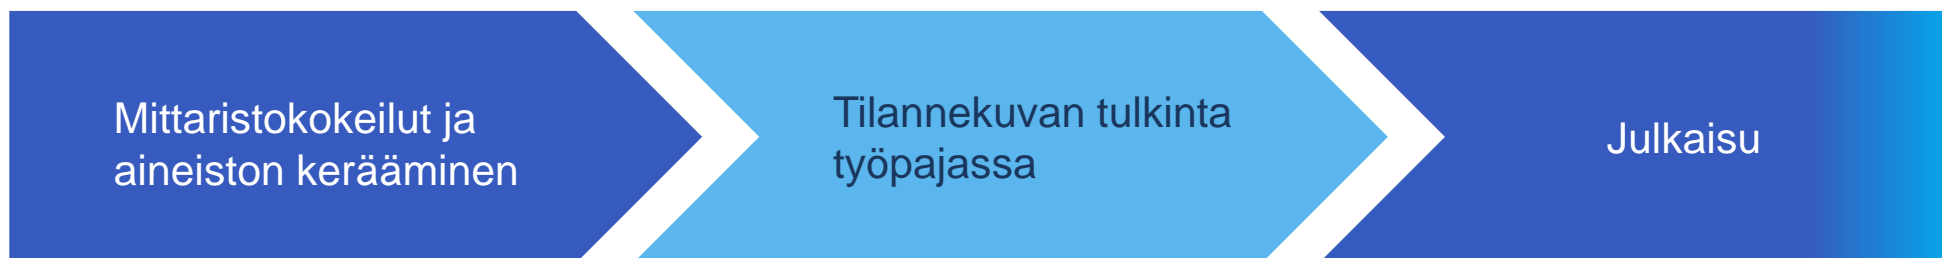 Mittaristokokeilut ja
aineiston kerääminen
Tilannekuvan tulkinta
työpajassa
Julkaisu